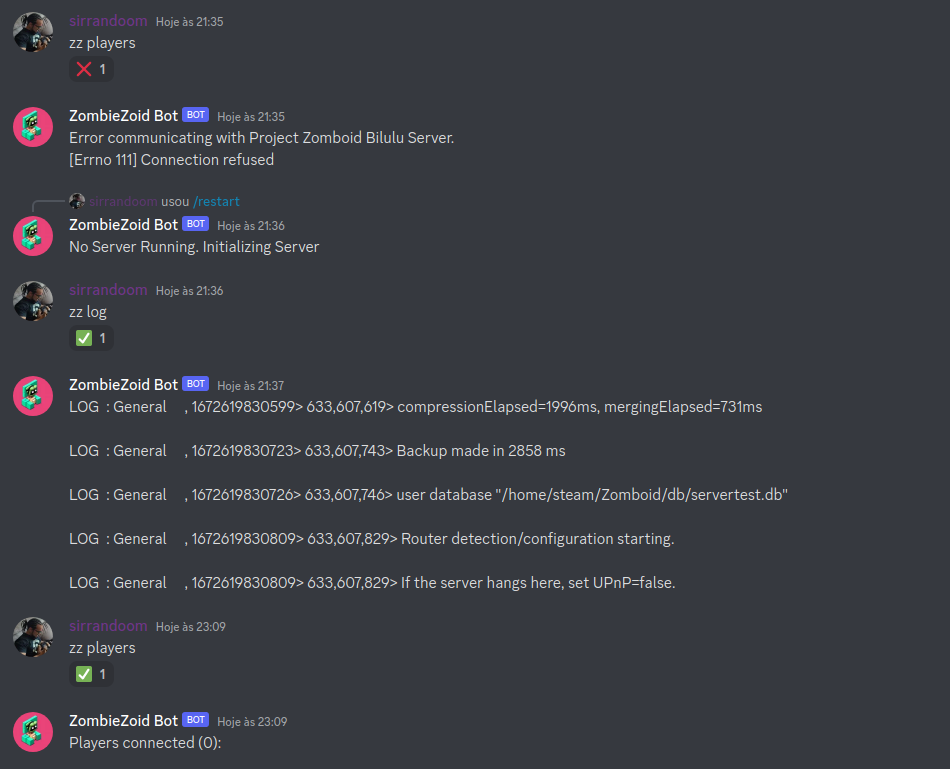 sirrandoom Hoje às 21:35
zz players
1
ZombieZoid Bot BOT Hoje às 21:35
Error communicating with Project Zomboid Bilulu Server.
[Errno 111] Connection refused
sirrandoom usou /restart
ZombieZoid Bot BOT Hoje às 21:36
No Server Running. Initializing Server
sirrandoom Hoje às 21:36
zz log
1
ZombieZoid Bot BOT Hoje às 21:37
LOG : General , 1672619830599> 633,607,619> compressionElapsed=1996ms, mergingElapsed=731ms
LOG : General , 1672619830723> 633,607,743> Backup made in 2858 ms
LOG : General , 1672619830726> 633,607,746> user database "/home/steam/Zomboid/db/servertest.db"
LOG : General , 1672619830809> 633,607,829> Router detection/configuration starting.
LOG : General , 1672619830809> 633,607,829> If the server hangs here, set UPnP=false.
sirrandoom Hoje às 23:09
zz players
1
ZombieZoid Bot BOT Hoje às 23:09
Players connected (0):